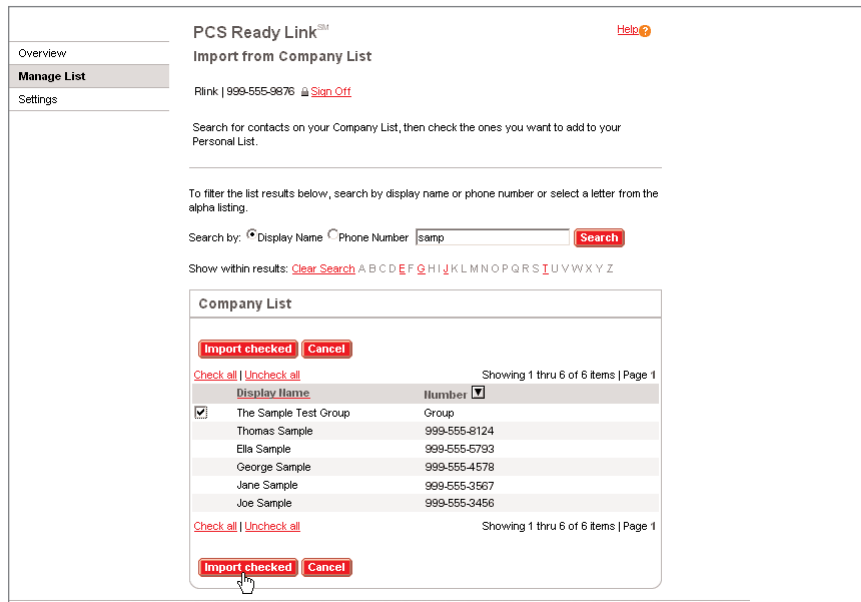 PCS Ready Link℠
Help
Overview
Import from Company List
Manage List
Settings
Rlink | 999-555-9876 Sign Off
Search for contacts on your Company List, then check the ones you want to add to your
Personal List.
To filter the list results below, search by display name or phone number or select a letter from the
alpha listing.
Search by: Display Name Phone Number samp Search
Show within results: Clear Search A B C D E F G H I J K L M N O P Q R S T U V W X Y Z
Company List
Import checked Cancel
Check all | Uncheck all Showing 1 thru 6 of 6 items | Page 1
Display Name Number
The Sample Test Group Group
Thomas Sample 999-555-8124
Ella Sample 999-555-5793
George Sample 999-555-4578
Jane Sample 999-555-3567
Joe Sample 999-555-3456
Check all | Uncheck all Showing 1 thru 6 of 6 items | Page 1
Import checked Cancel